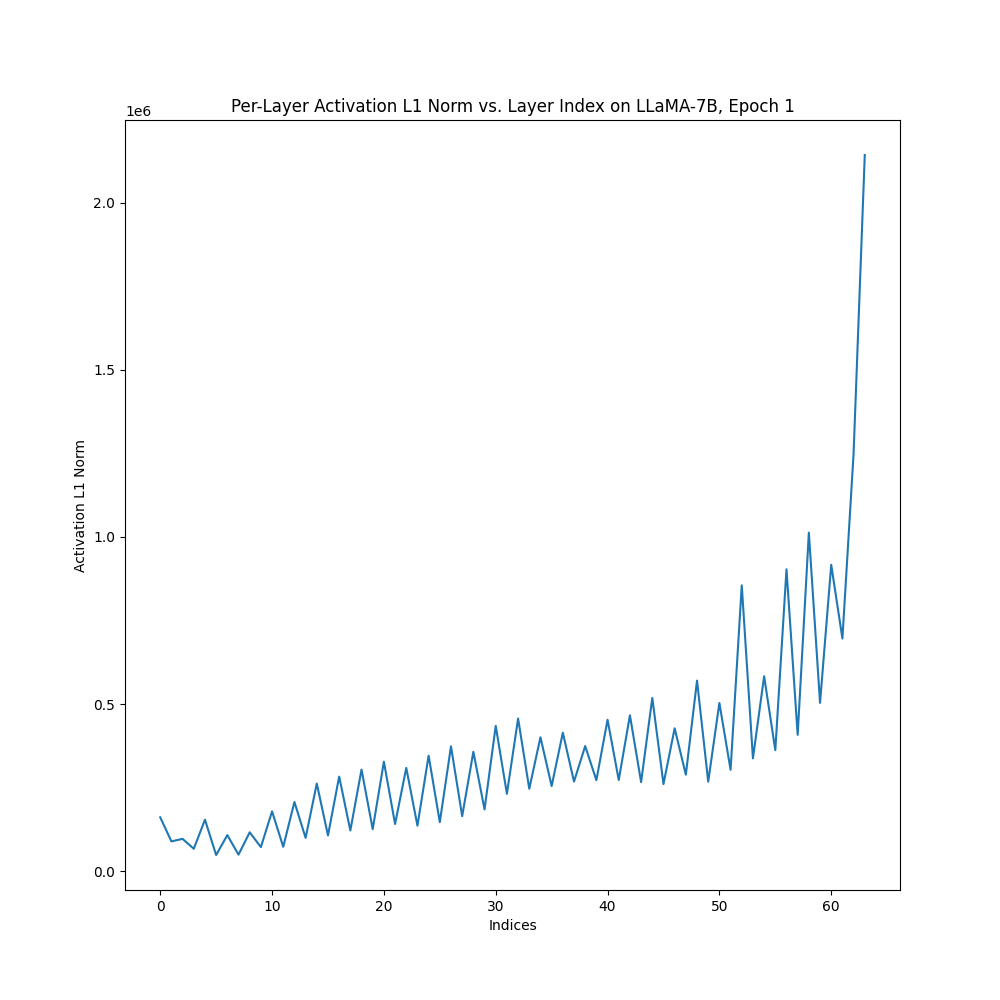 Per-Layer Activation L1 Norm vs. Layer Index on LLaMA-7B, Epoch 1
1e6
2.0
1.5
1.0
0.5
0.0
Activation L1 Norm
0 10 20 30 40 50 60
Indices